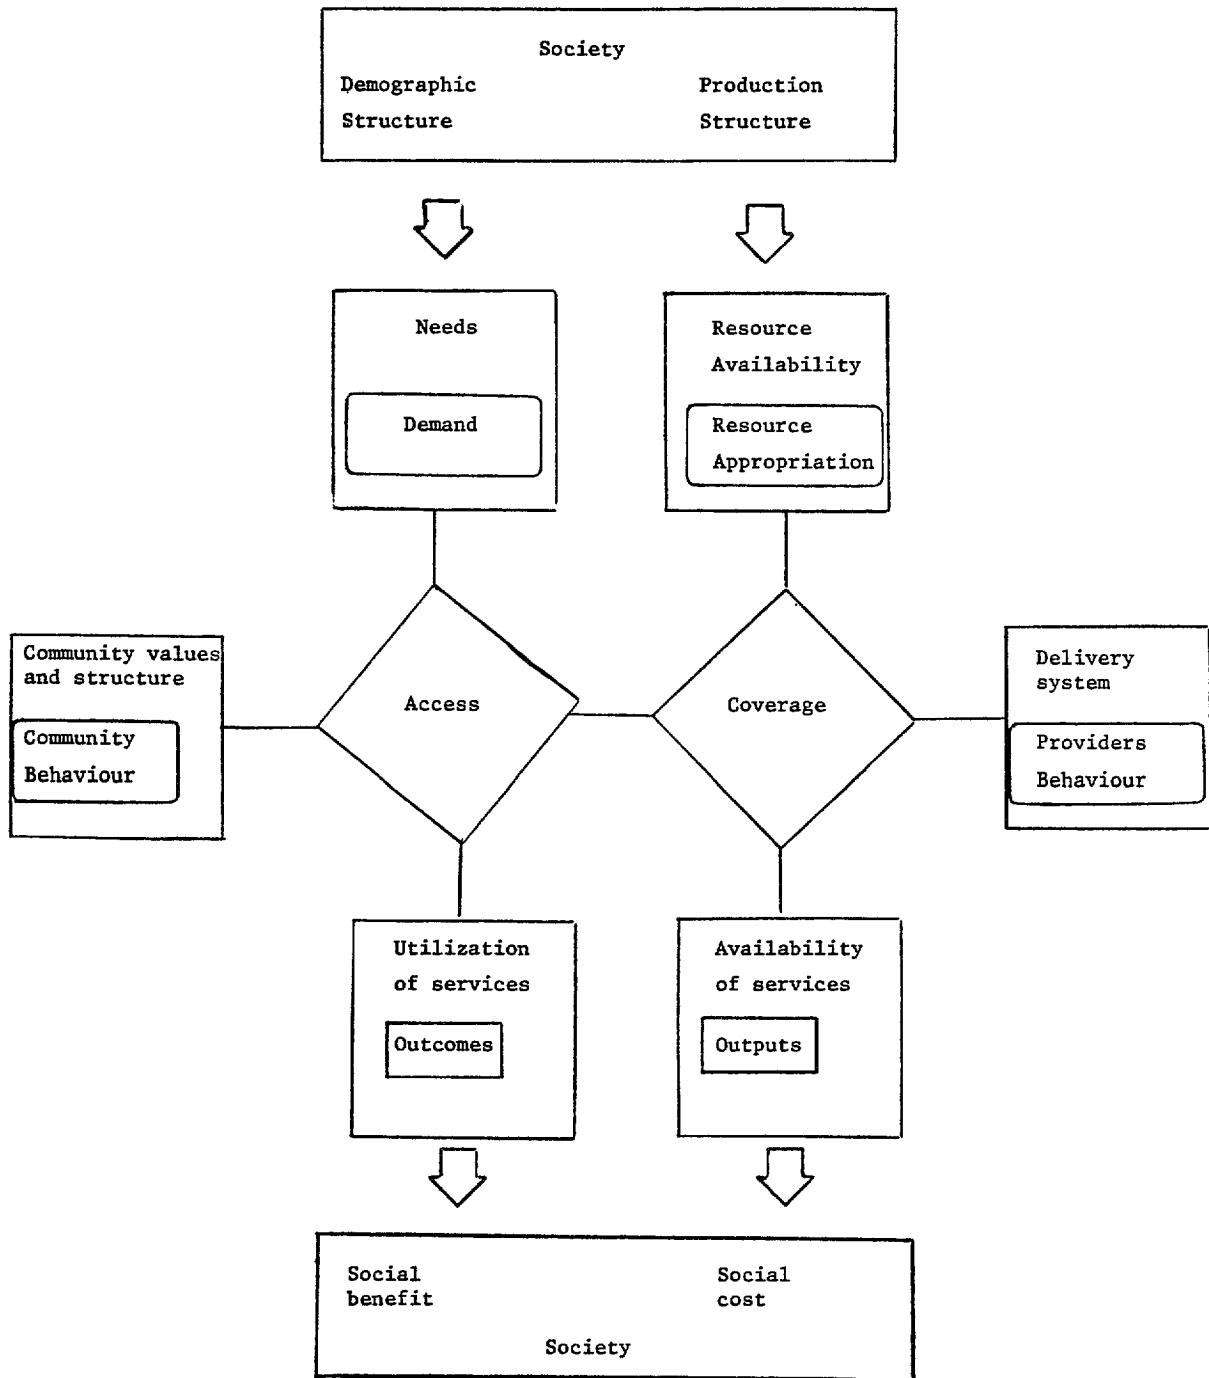 Society
Demographic
Structure
Production
Structure
Needs
Demand
Resource
Availability
Resource
Appropriation
Community values
and structure
Community
Behaviour
Access
Coverage
Delivery
system
Providers
Behaviour
Utilization
of services
Outcomes
Availability
of services
Outputs
Social
benefit
Social
cost
Society